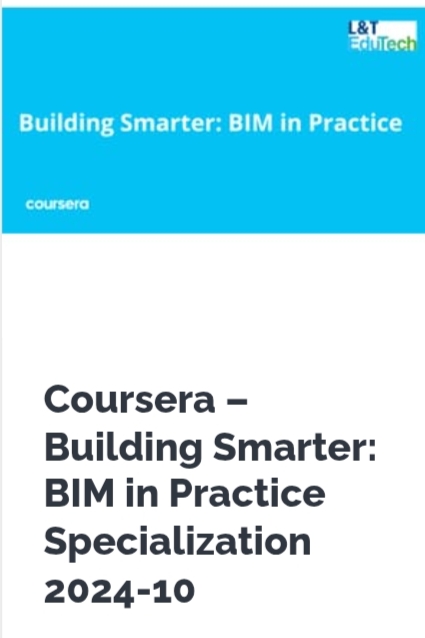 L&T
EduTech
Building Smarter: BIM in Practice
coursera
Coursera –
Building Smarter:
BIM in Practice
Specialization
2024-10